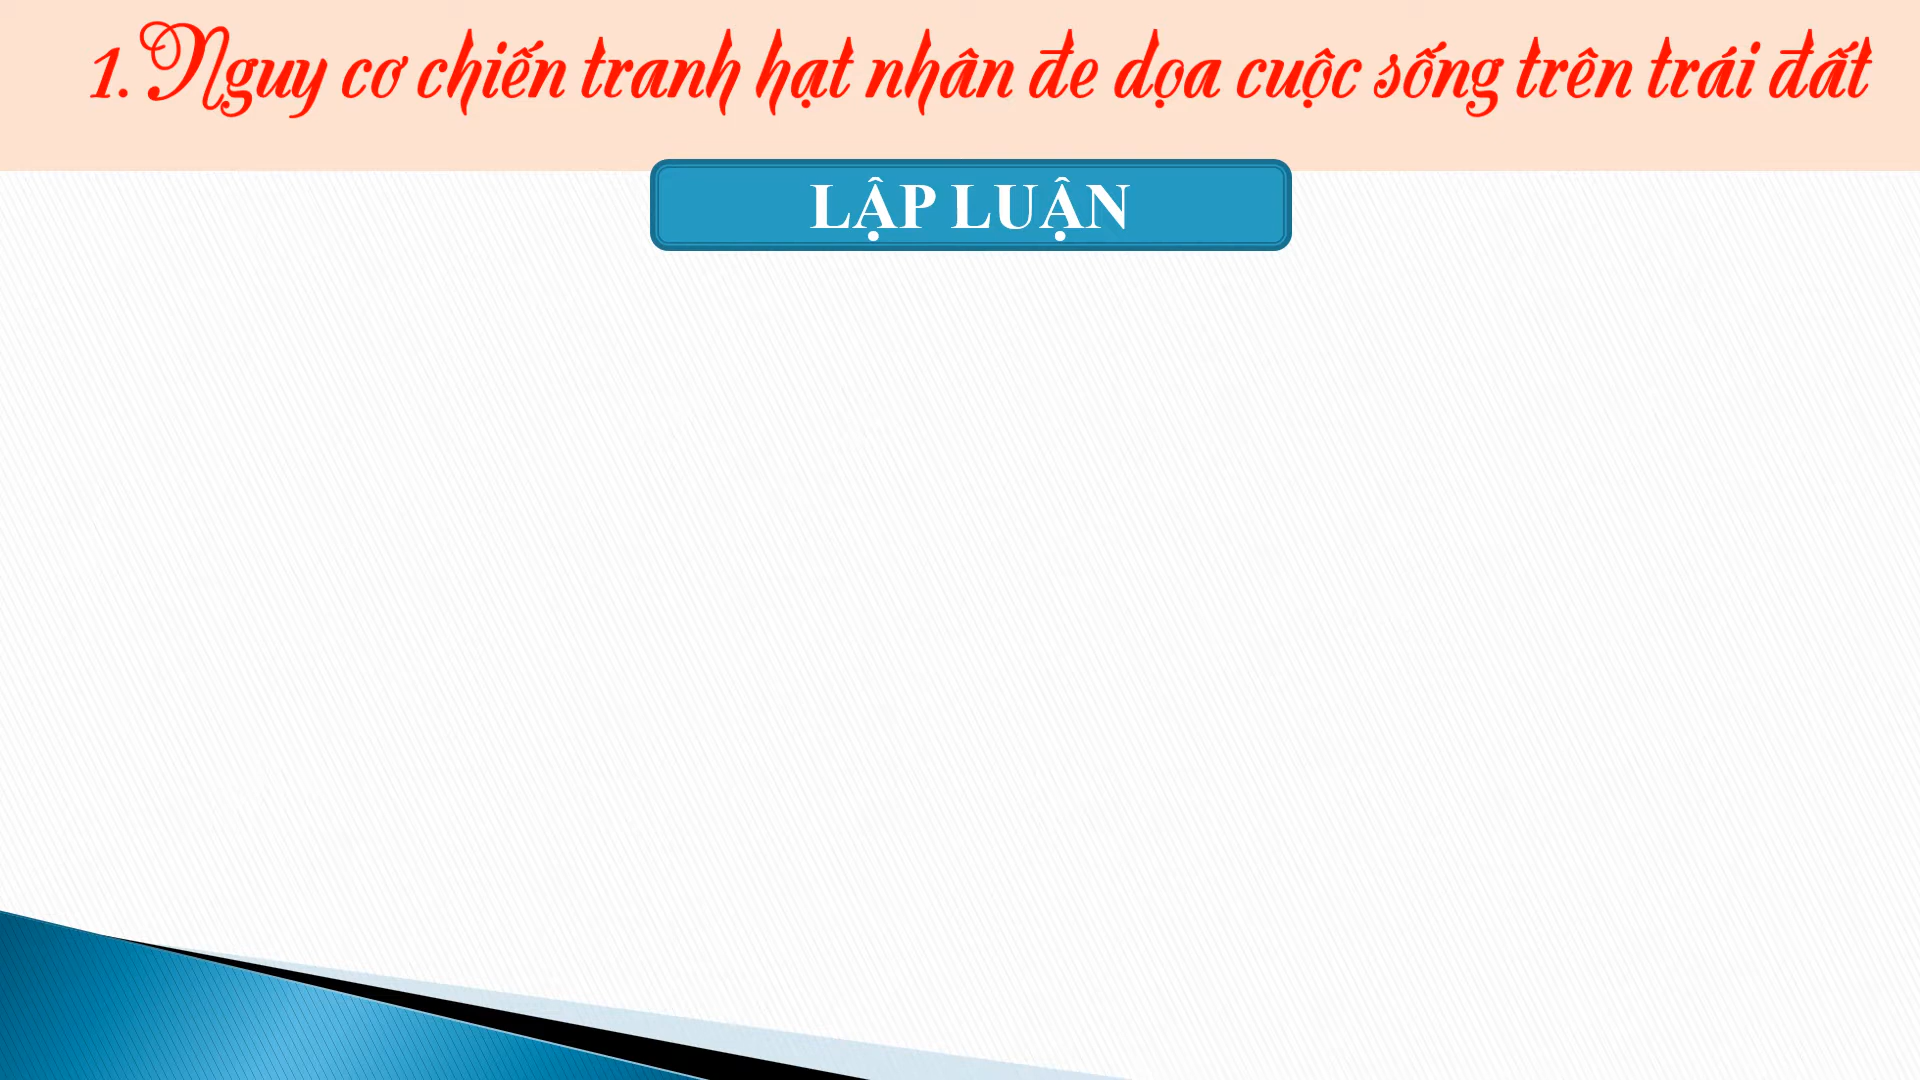 1. Nguy cơ chiến tranh hạt nhân đe dọa cuộc sống trên trái đất
LẬP LUẬN